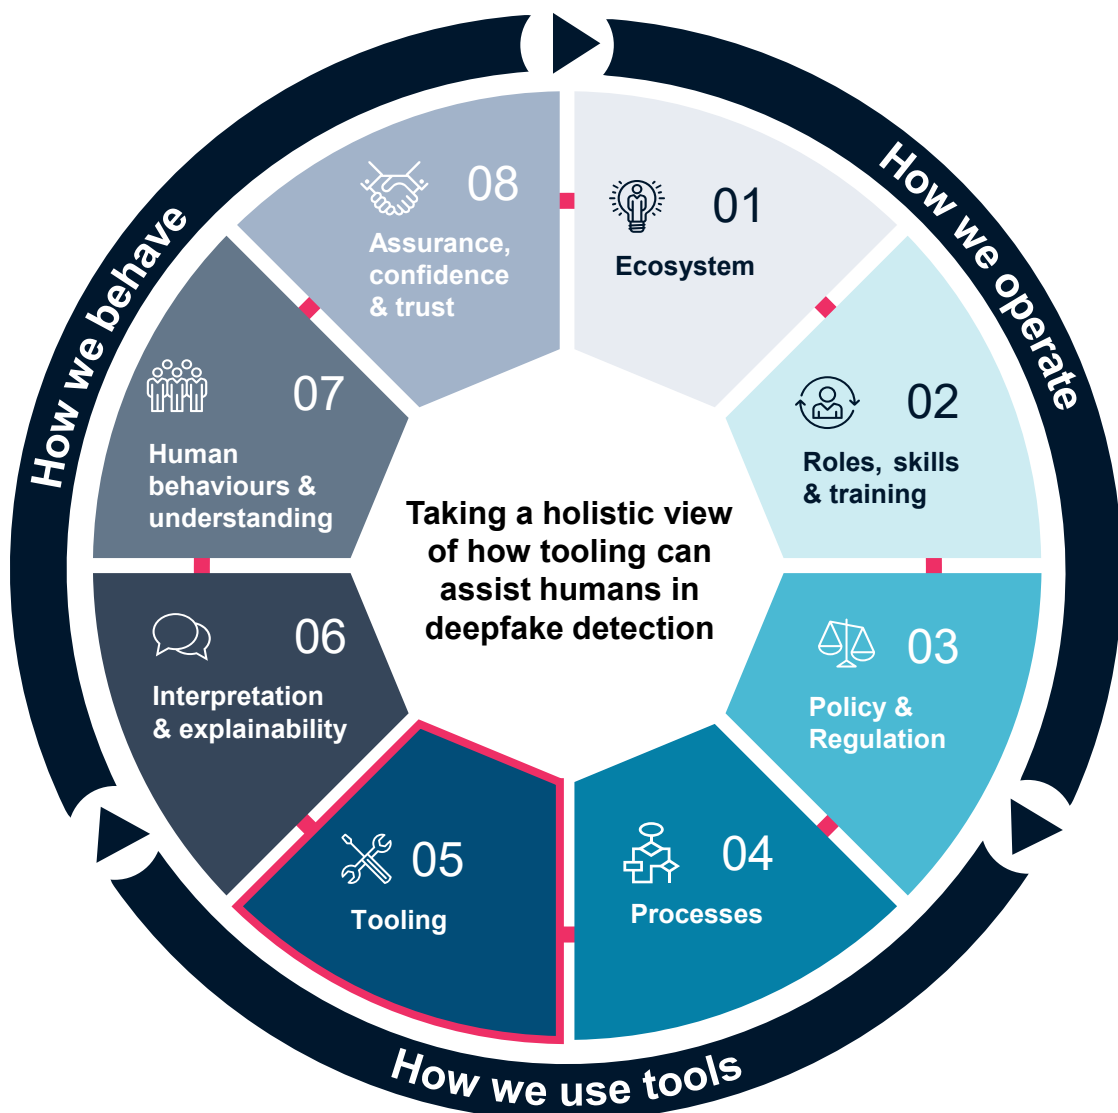 How we operate
How we use tools
How we behave
Taking a holistic view
of how tooling can
assist humans in
deepfake detection
01
Ecosystem
02
Roles, skills
& training
03
Policy &
Regulation
04
Processes
05
Tooling
06
Interpretation
& explainability
07
Human
behaviours &
understanding
08
Assurance,
confidence
& trust